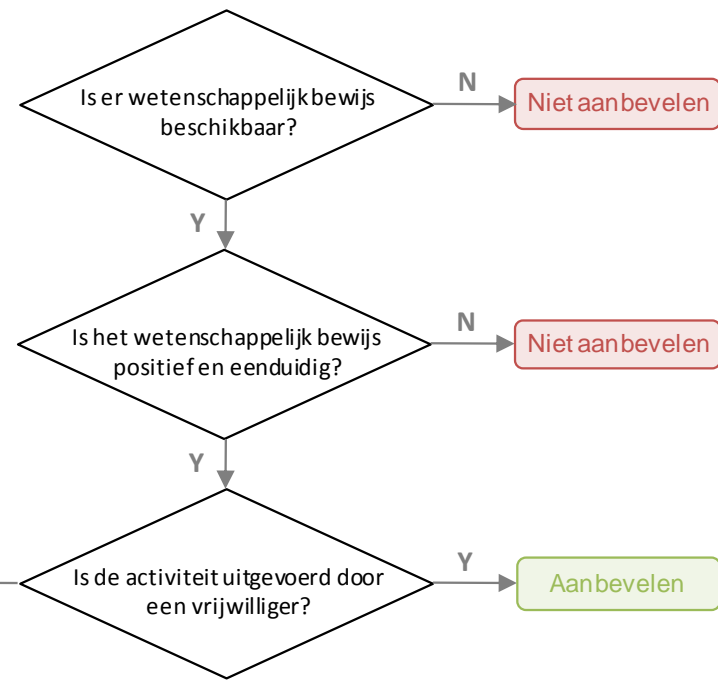 Is er wetenschappelijk bewijs
beschikbaar?
N
Niet aanbevelen
Y
Is het wetenschappelijk bewijs
positief en eenduidig?
N
Niet aanbevelen
Y
Is de activiteit uitgevoerd door
een vrijwilliger?
Y
Aanbevelen